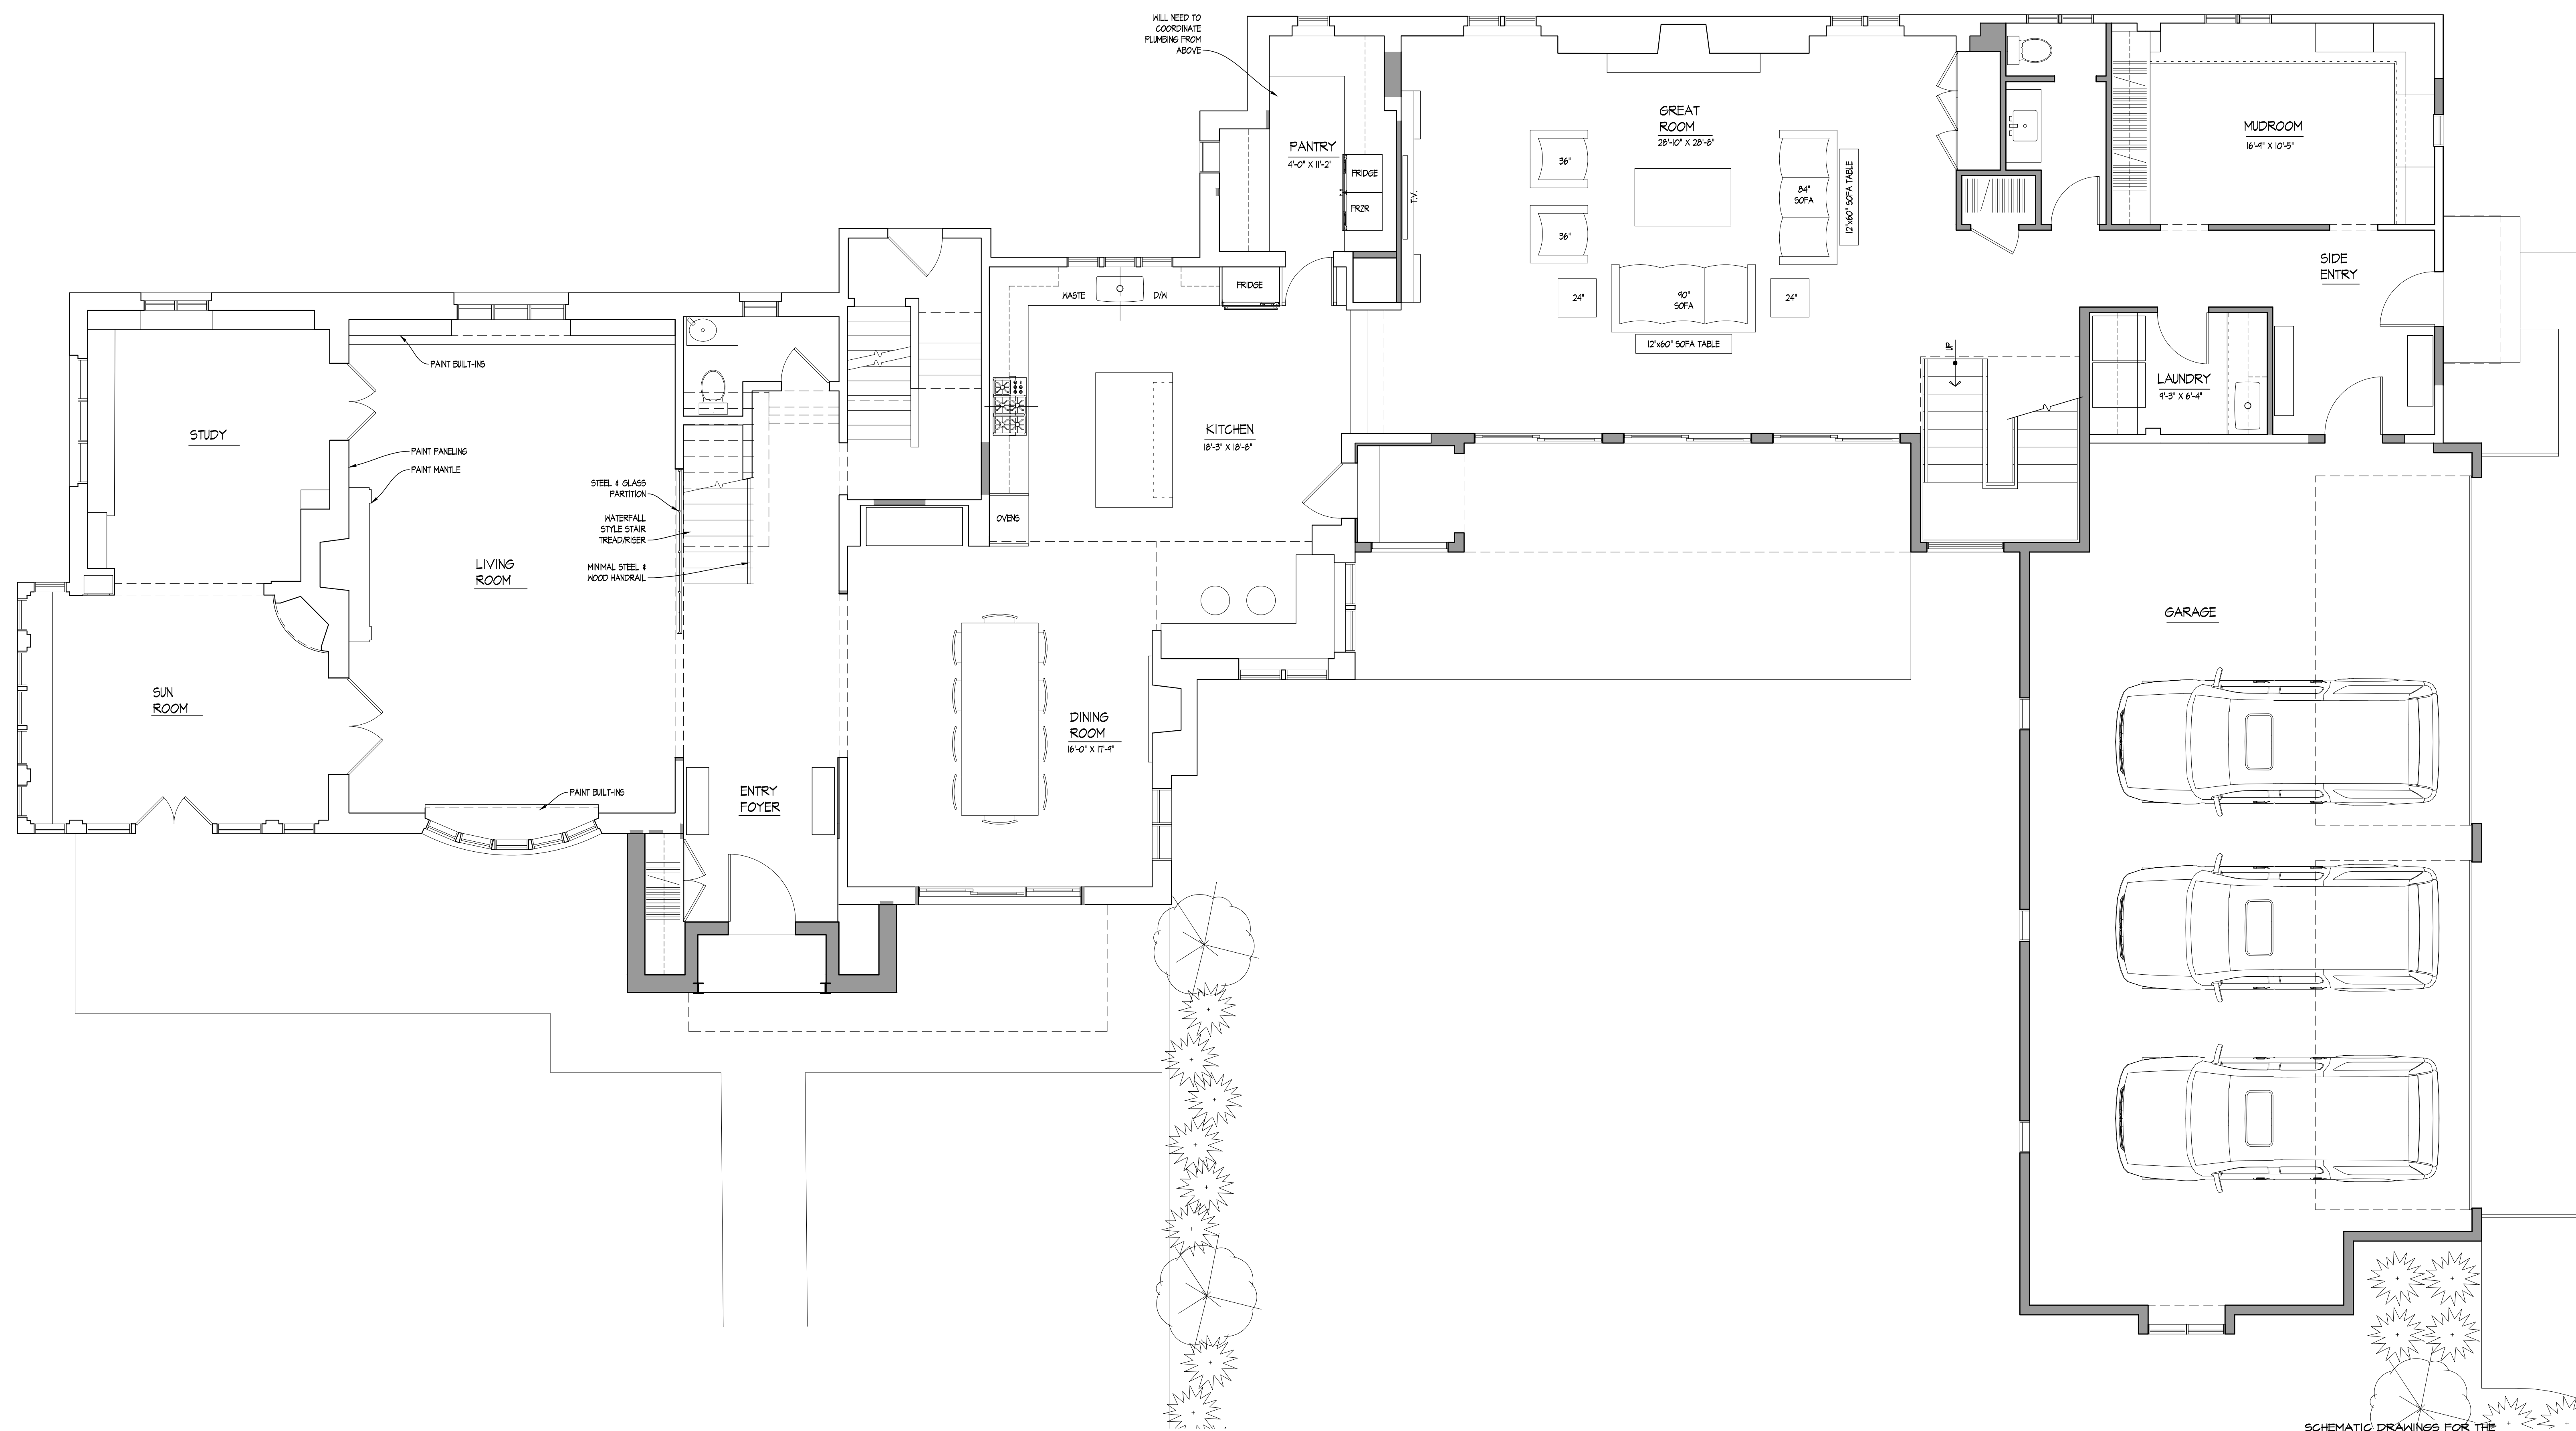 WILL NEED TO
COORDINATE
PLUMBING FROM
ABOVE
PANTRY
4'-0" X 11'-2"
FRIDGE
FRZR
T.V.
GREAT
ROOM
28'-10" X 28'-8"
36"
36"
84"
SOFA
12"x60" SOFA TABLE
24"
90"
SOFA
24"
12"x60" SOFA TABLE
MUDROOM
16'-9" X 10'-5"
SIDE
ENTRY
UP
LAUNDRY
9'-3" X 6'-4"
WASTE
D/W
FRIDGE
KITCHEN
18'-3" X 18'-8"
OVENS
PAINT BUILT-INS
STUDY
PAINT PANELING
PAINT MANTLE
STEEL & GLASS
PARTITION
WATERFALL
STYLE STAIR
TREAD/RISER
MINIMAL STEEL &
WOOD HANDRAIL
LIVING
ROOM
SUN
ROOM
PAINT BUILT-INS
ENTRY
FOYER
DINING
ROOM
16'-0" X 17'-9"
GARAGE
SCHEMATIC DRAWINGS FOR THE